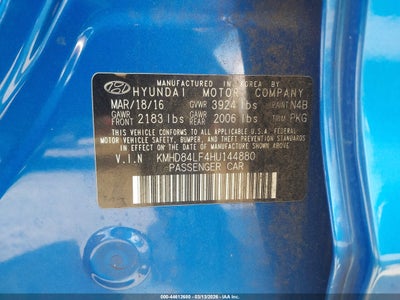 MANUFACTURED IN KOREA BY
HYUNDAI MOTOR COMPANY
MAR/18/16 GVWR 3924 lbs PAINT N4B
GAWR FRONT 2183 lbs GAWR REAR 2006 lbs TRIM PKG
THIS VEHICLE CONFORMS TO ALL APPLICABLE
FEDERAL MOTOR VEHICLE SAFETY, BUMPER, AND
THEFT PREVENTION STANDARDS IN EFFECT ON
THE DATE OF MANUFACTURE SHOWN ABOVE.
V.I.N KMHD84LF4HU144880
PASSENGER CAR